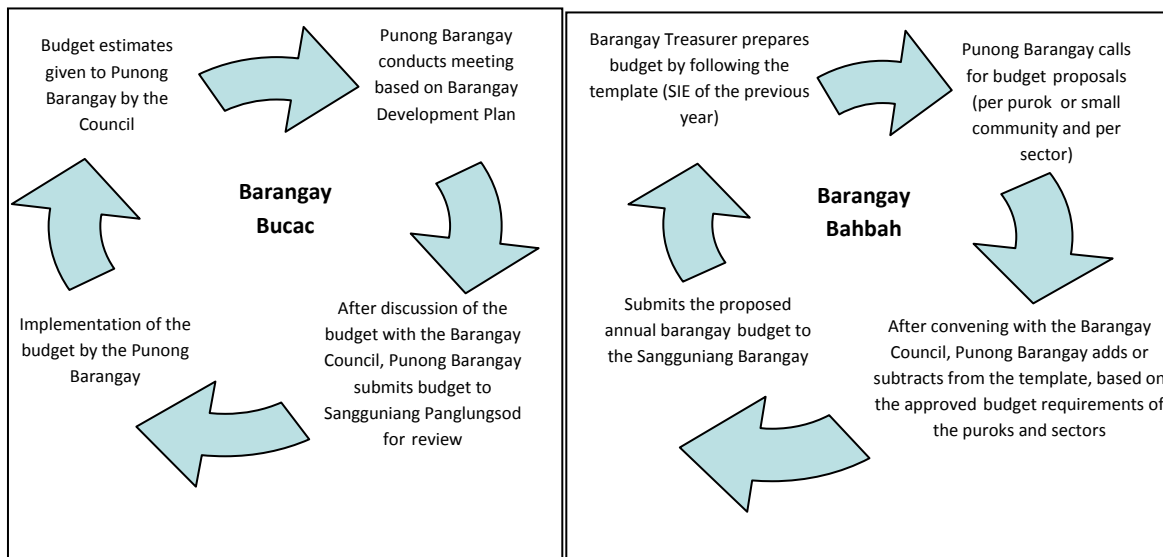 Budget estimates
given to Punong
Barangay by the
Council
Punong Barangay
conducts meeting
based on Barangay
Development Plan
Barangay
Bucac
After discussion of the
budget with the Barangay
Council, Punong Barangay
submits budget to
Sangguniang Panglungsod
for review
Implementation of the
budget by the Punong
Barangay
Barangay Treasurer prepares
budget by following the
template (SIE of the previous
year)
Punong Barangay calls
for budget proposals
(per purok or small
community and per
sector)
Barangay
Bahbah
After convening with the Barangay
Council, Punong Barangay adds or
subtracts from the template, based on
the approved budget requirements of
the puroks and sectors
Submits the proposed
annual barangay budget to
the Sangguniang Barangay